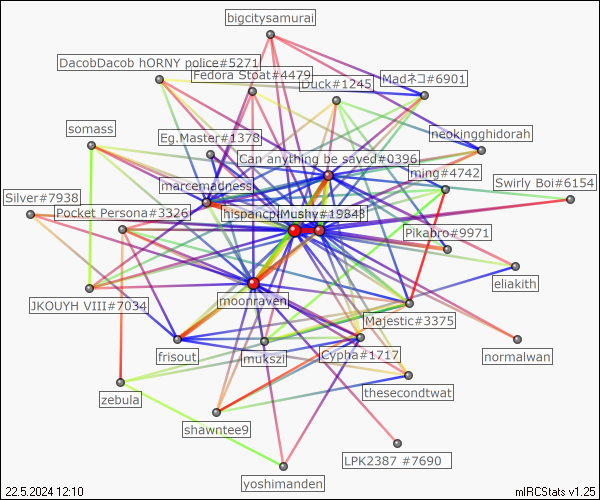 bigcitysamurai
DacobDacob hORNY police#5271
Fedora Stoat#4479
Duck#1245
Madネコ#6901
somass
Eg.Master#1378
neokingghidorah
Can anything be saved#0396
ming#4742
marcemadness
Swirly Boi#6154
Silver#7938
Pocket Persona#3326
Mushy#1984
Pikabro#9971
eliakith
JKOUYH VIII#7034
moonraven
Majestic#3375
frisout
mukszi
Cypha#1717
normalwan
zebula
thesecondtwat
shawntee9
LPK2387 #7690
yoshimanden
22.5.2024 12:10
mIRCStats v1.25